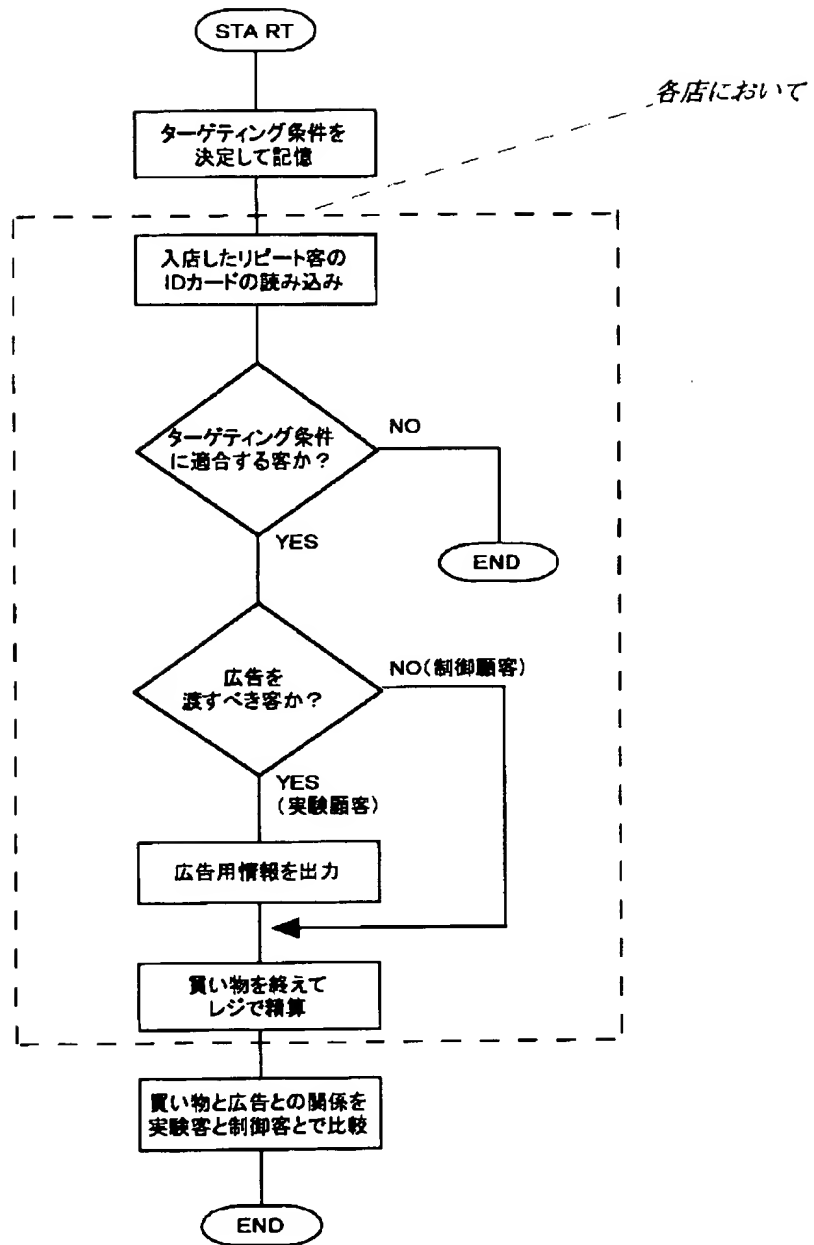 START
各店において
ターゲティング条件を
決定して記憶
入店したリピート客の
IDカードの読み込み
ターゲティング条件
に適合する客か？
NO
YES
END
広告を
渡すべき客か？
NO(制御顧客)
YES
(実験顧客)
広告用情報を出力
買い物を終えて
レジで精算
買い物と広告との関係を
実験客と制御客とで比較
END